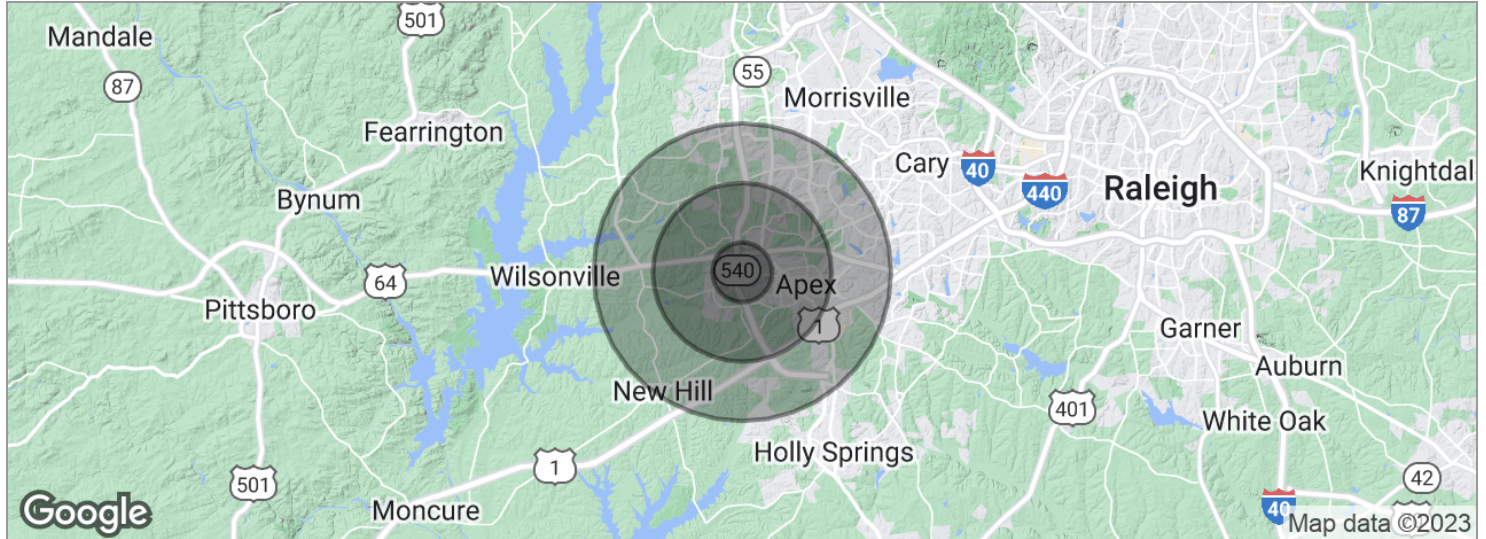 501
Mandale
87
55
Morrisville
Fearrington
Cary
40
Knightdal
440
Raleigh
Bynum
87
540
Wilsonville
64
Apex
Pittsboro
1
Garner
Auburn
New Hill
401
White Oak
Holly Springs
1
501
42
40
Moncure
Google
Map data ©2023